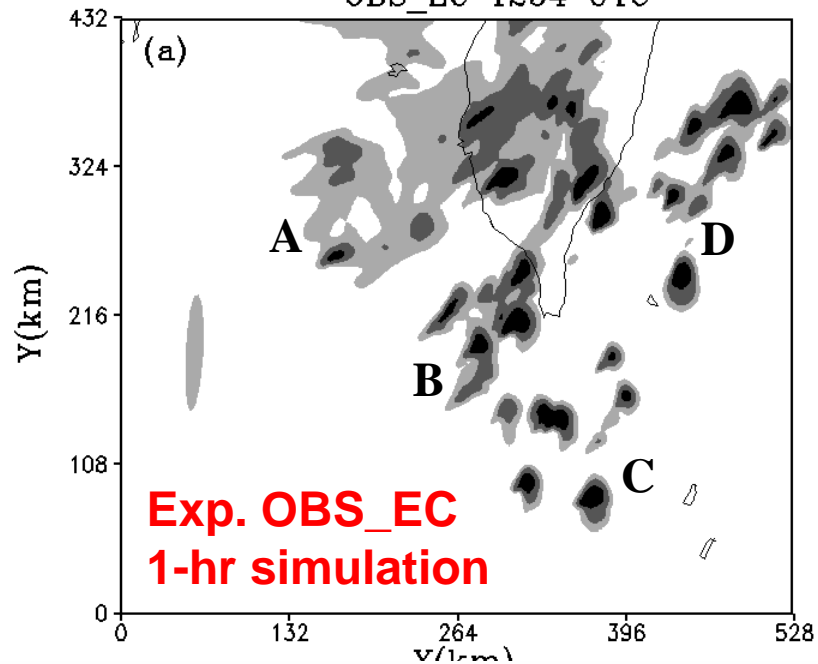 432
(a)
324
A
D
216
Y(km)
B
108
C
Exp. OBS_EC
1-hr simulation
0
0 132 264 396 528